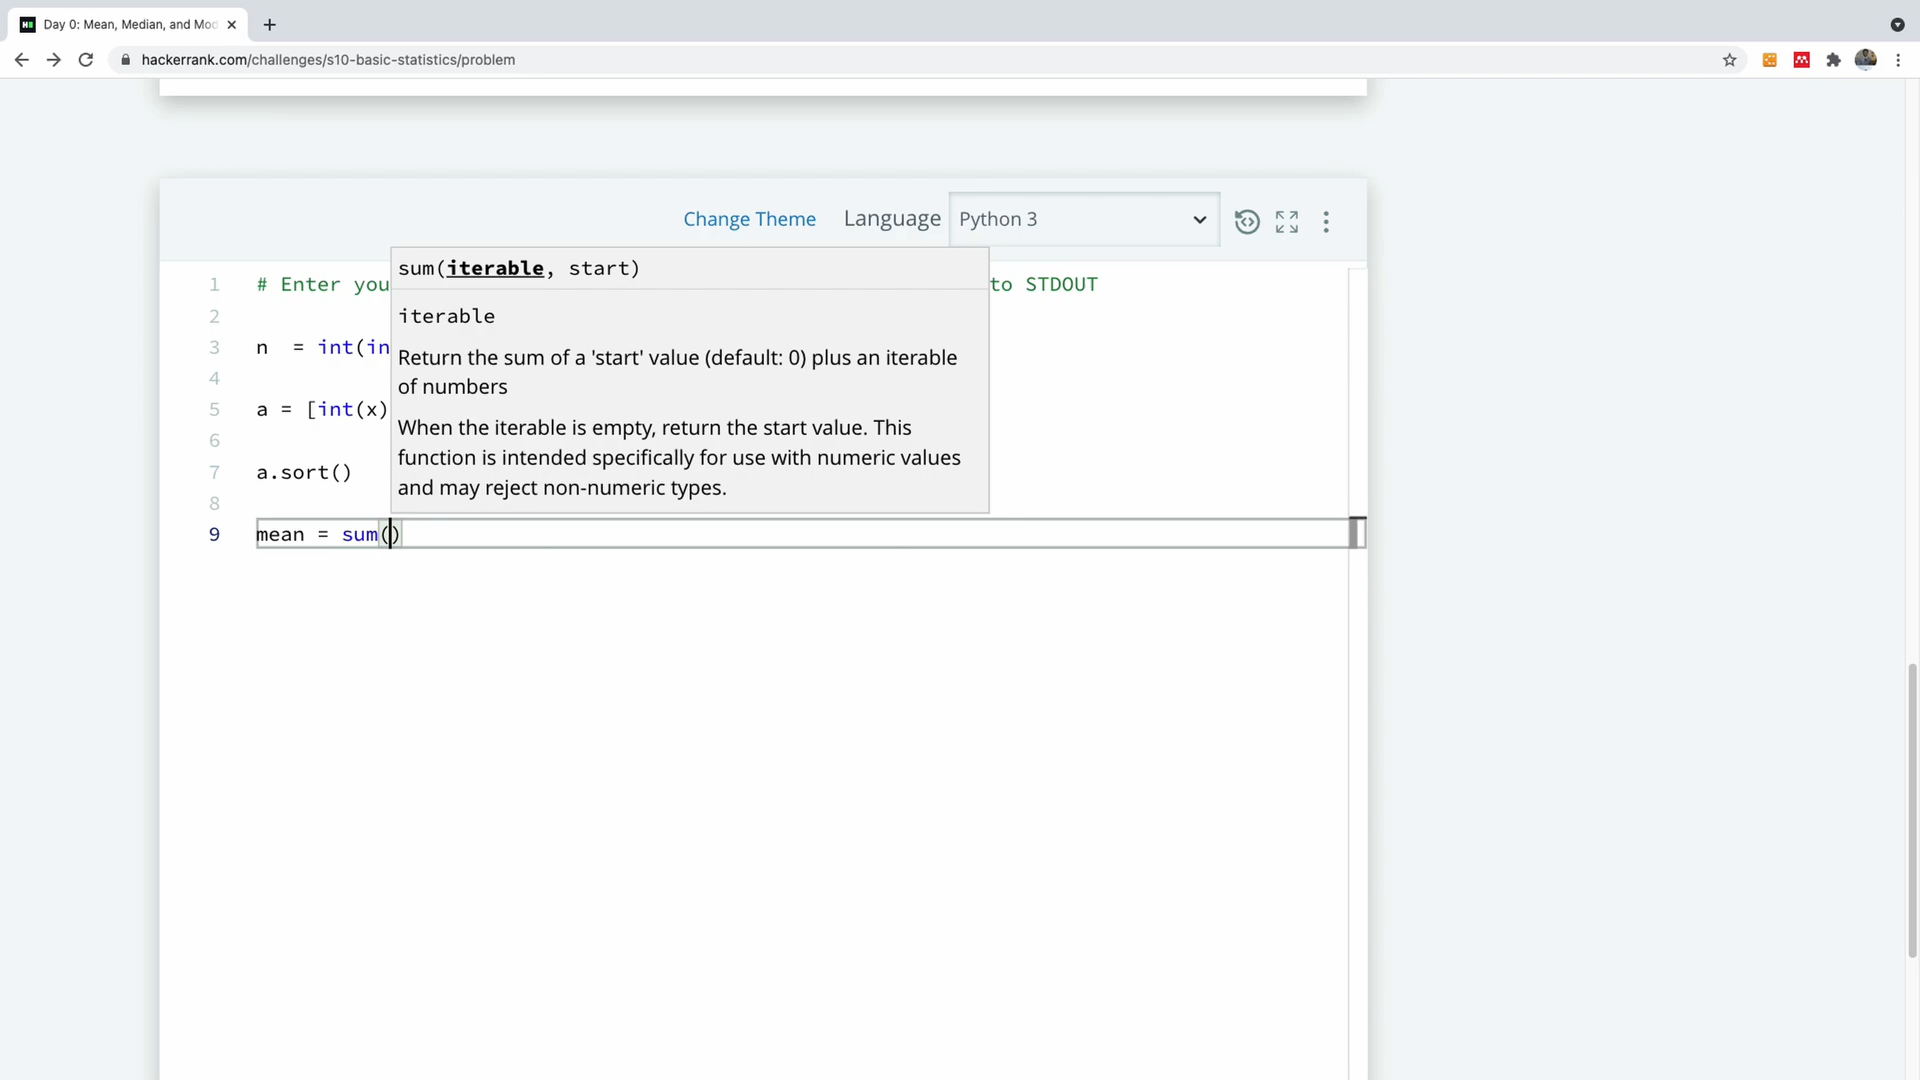 Day 0: Mean, Median, and Mod
hackerrank.com/challenges/s10-basic-statistics/problem
Change Theme Language Python 3
sum(iterable, start)
iterable
Return the sum of a 'start' value (default: 0) plus an iterable
of numbers
When the iterable is empty, return the start value. This
function is intended specifically for use with numeric values
and may reject non-numeric types.
1 # Enter you to STDOUT
2
3 n = int(in
4
5 a = [int(x)
6
7 a.sort()
8
9 mean = sum()